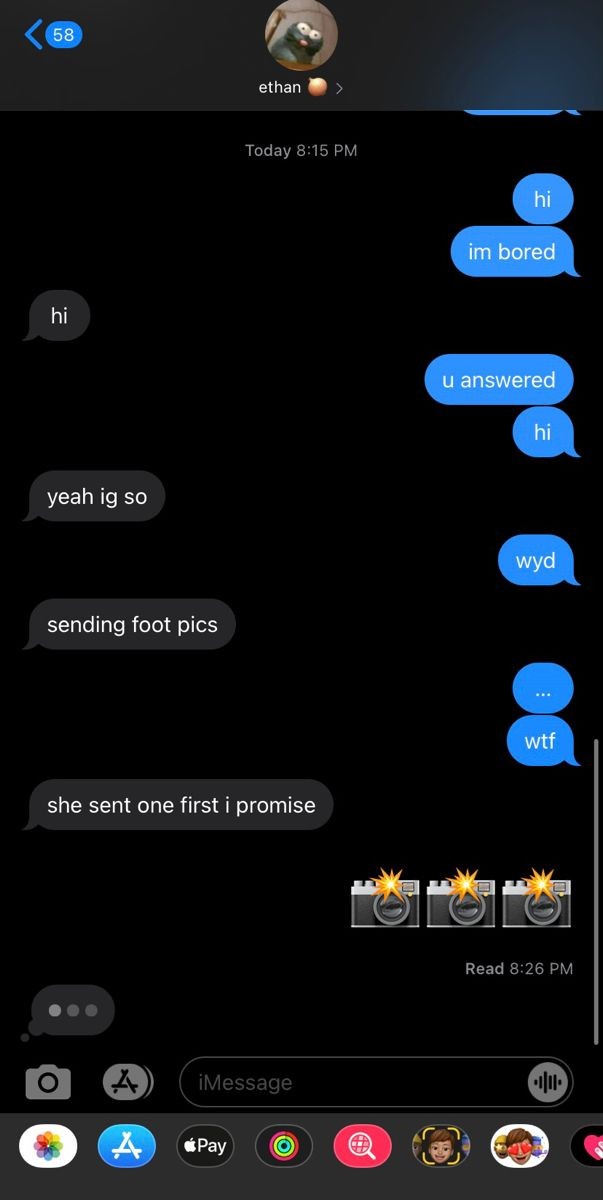 58
ethan 🧅 >
Today 8:15 PM
hi
im bored
hi
u answered
hi
yeah ig so
wyd
sending foot pics
...
wtf
she sent one first i promise
📸📸📸
Read 8:26 PM
iMessage
Pay